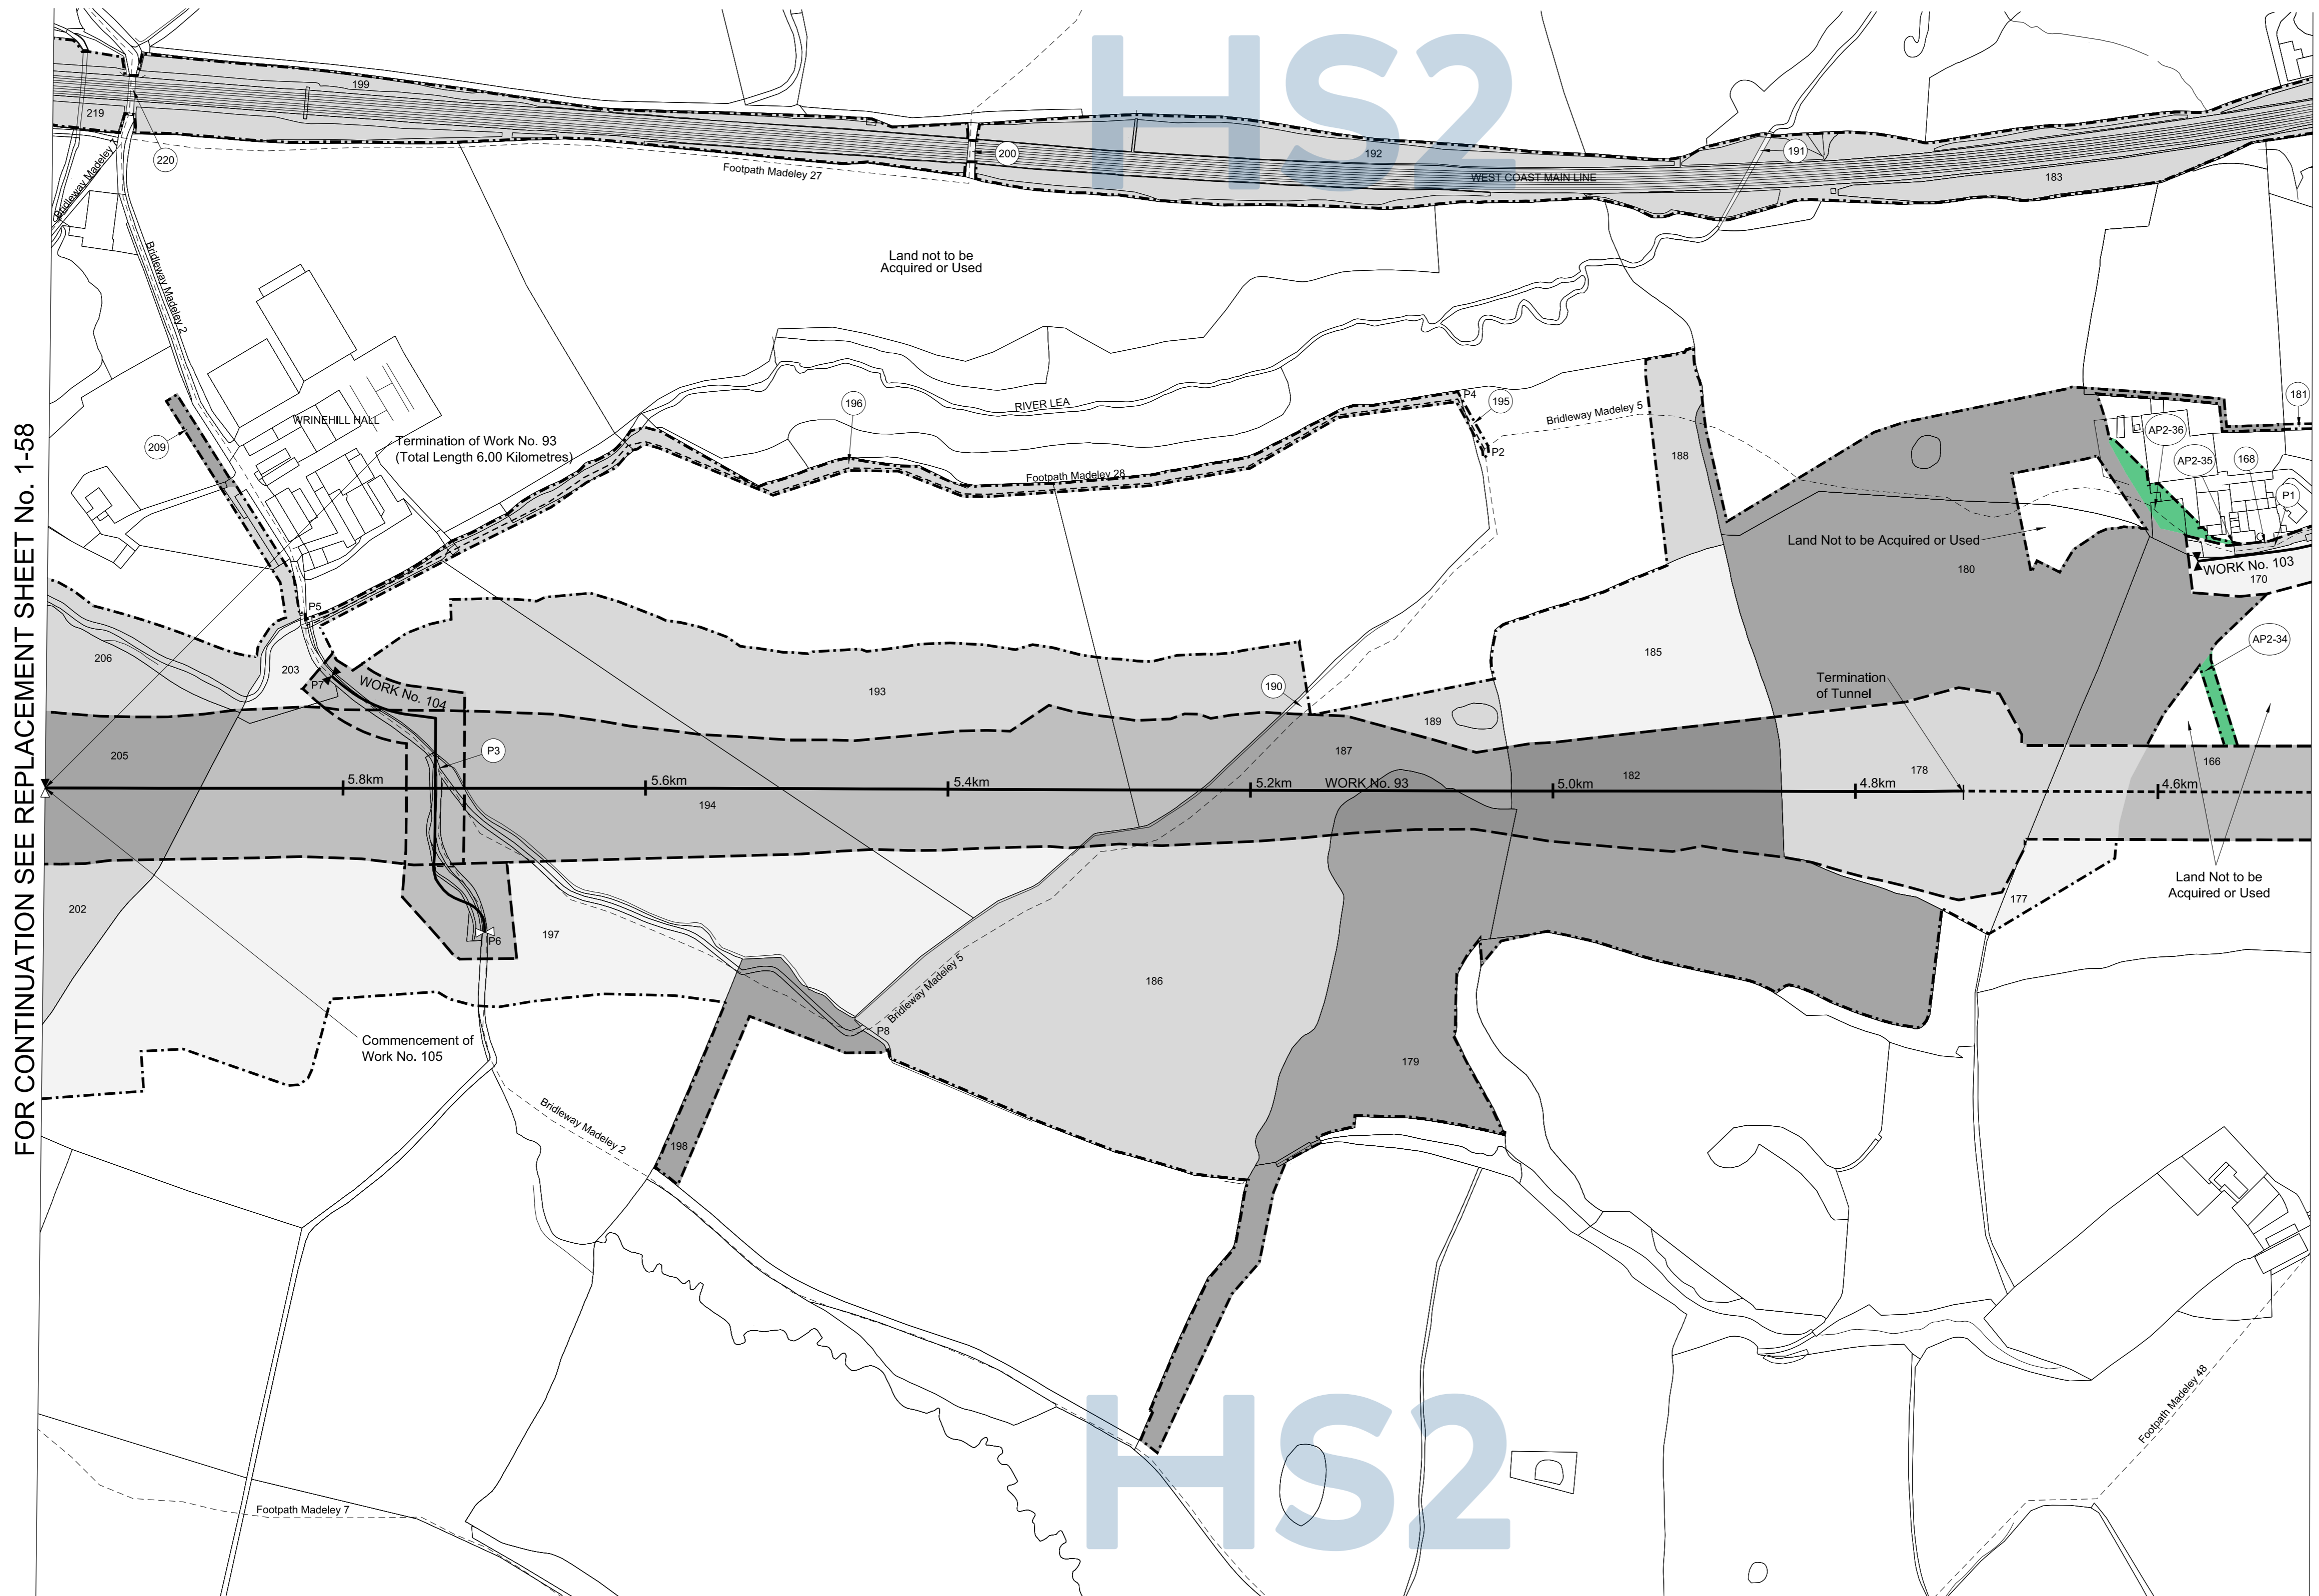 HS2
199
219
220
200
192
191
WEST COAST MAIN LINE
183
Footpath Madeley 27
Bridleway Madeley 1
Bridleway Madeley 2
Land not to be
Acquired or Used
FOR CONTINUATION SEE REPLACEMENT SHEET No. 1-58
WRINEHILL HALL
209
Termination of Work No. 93
(Total Length 6.00 Kilometres)
196
RIVER LEA
P4
195
P2
Bridleway Madeley 5
188
181
AP2-36
AP2-35
168
P1
Footpath Madeley 28
Land Not to be Acquired or Used
180
WORK No. 103
170
P5
AP2-34
206
203
P7
WORK No. 104
193
190
185
Termination
of Tunnel
189
205
P3
187
182
178
166
5.8km
5.6km
5.4km
5.2km
WORK No. 93
5.0km
4.8km
4.6km
194
Land Not to be
Acquired or Used
202
177
P6
197
Bridleway Madeley 5
186
P8
Commencement of
Work No. 105
179
Bridleway Madeley 2
198
Footpath Madeley 48
HS2
Footpath Madeley 7